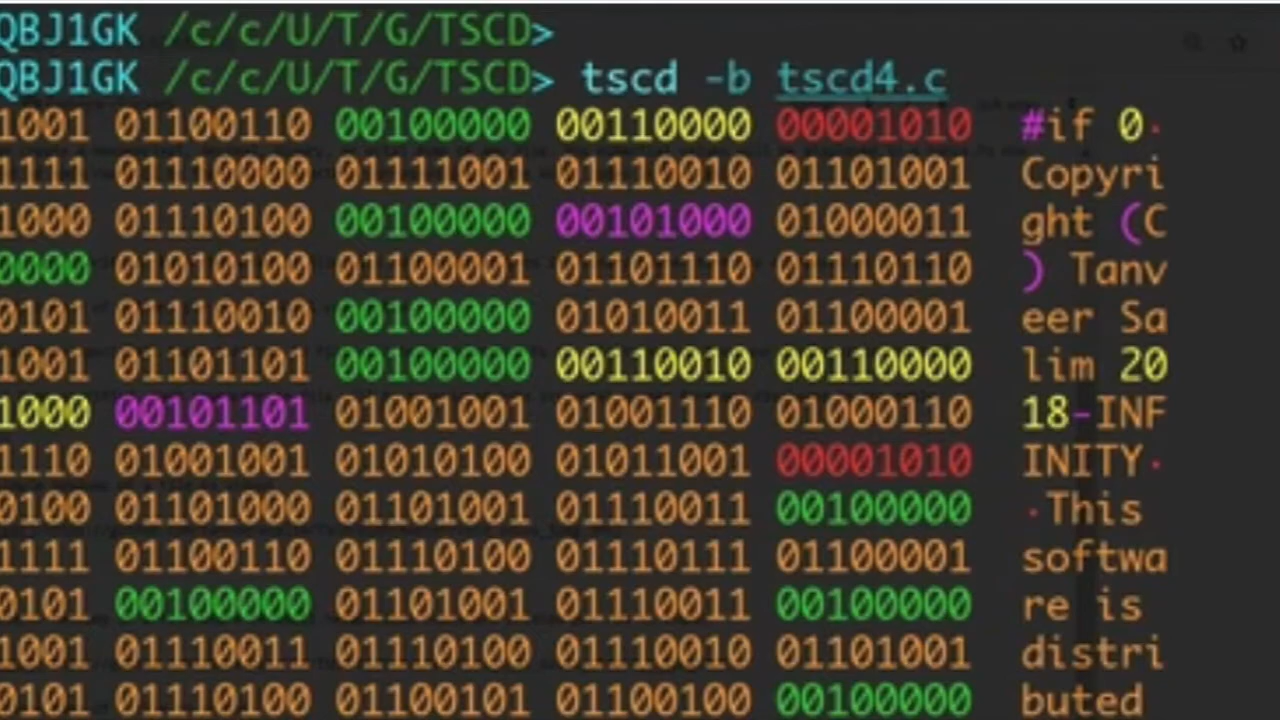 QBJ1GK /c/c/U/T/G/TSCD>
QBJ1GK /c/c/U/T/G/TSCD> tscd -b tscd4.c
1001 01100110 00100000 00110000 00001010 #if 0·
1111 01110000 01111001 01110010 01101001 Copyri
1000 01110100 00100000 00101000 01000011 ght (C
0000 01010100 01100001 01101110 01110110 ) Tanv
0101 01110010 00100000 01010011 01100001 eer Sa
1001 01101101 00100000 00110010 00110000 lim 20
1000 00101101 01001001 01001110 01000110 18-INF
1110 01001001 01010100 01011001 00001010 INITY·
0100 01101000 01101001 01110011 00100000 ·This
1111 01100110 01110100 01110111 01100001 softwa
0101 00100000 01101001 01110011 00100000 re is
1001 01110011 01110100 01110010 01101001 distri
0101 01110100 01100101 01100100 00100000 buted